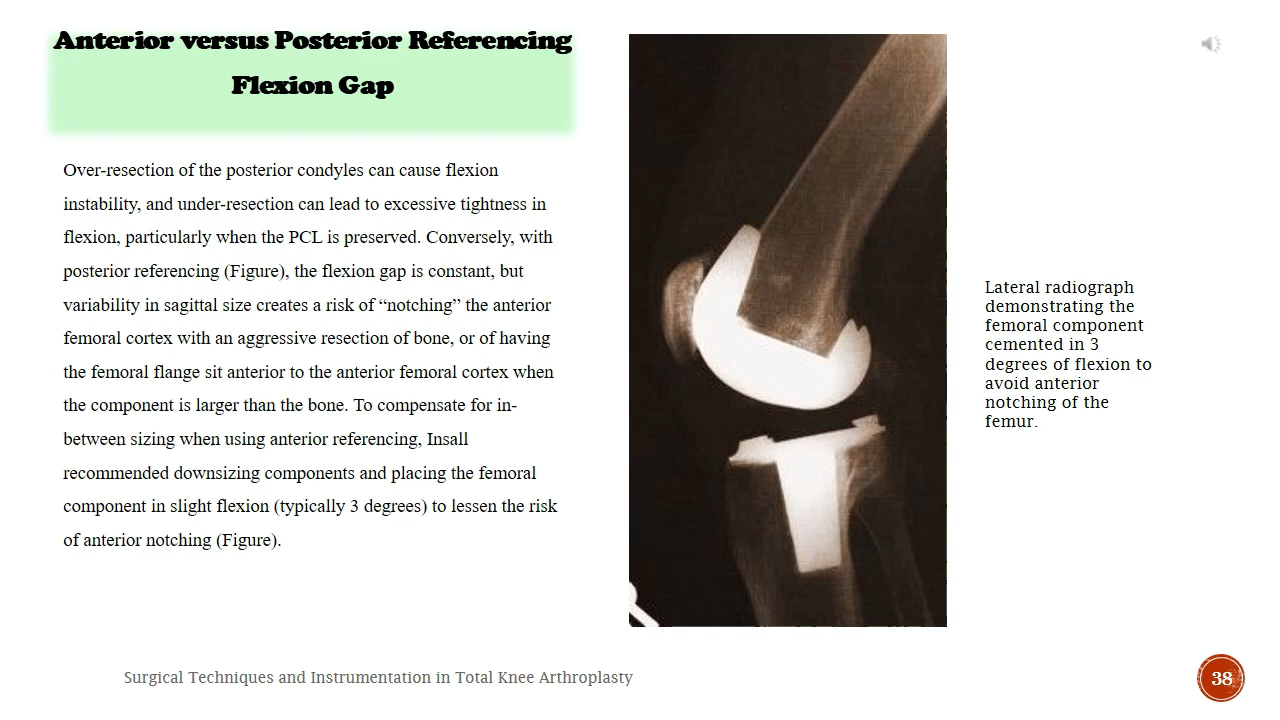 Anterior versus Posterior Referencing
Flexion Gap
Over-resection of the posterior condyles can cause flexion
instability, and under-resection can lead to excessive tightness in
flexion, particularly when the PCL is preserved. Conversely, with
posterior referencing (Figure), the flexion gap is constant, but
variability in sagittal size creates a risk of “notching” the anterior
femoral cortex with an aggressive resection of bone, or of having
the femoral flange sit anterior to the anterior femoral cortex when
the component is larger than the bone. To compensate for in-
between sizing when using anterior referencing, Insall
recommended downsizing components and placing the femoral
component in slight flexion (typically 3 degrees) to lessen the risk
of anterior notching (Figure).
Lateral radiograph
demonstrating the
femoral component
cemented in 3
degrees of flexion to
avoid anterior
notching of the
femur.
Surgical Techniques and Instrumentation in Total Knee Arthroplasty
38